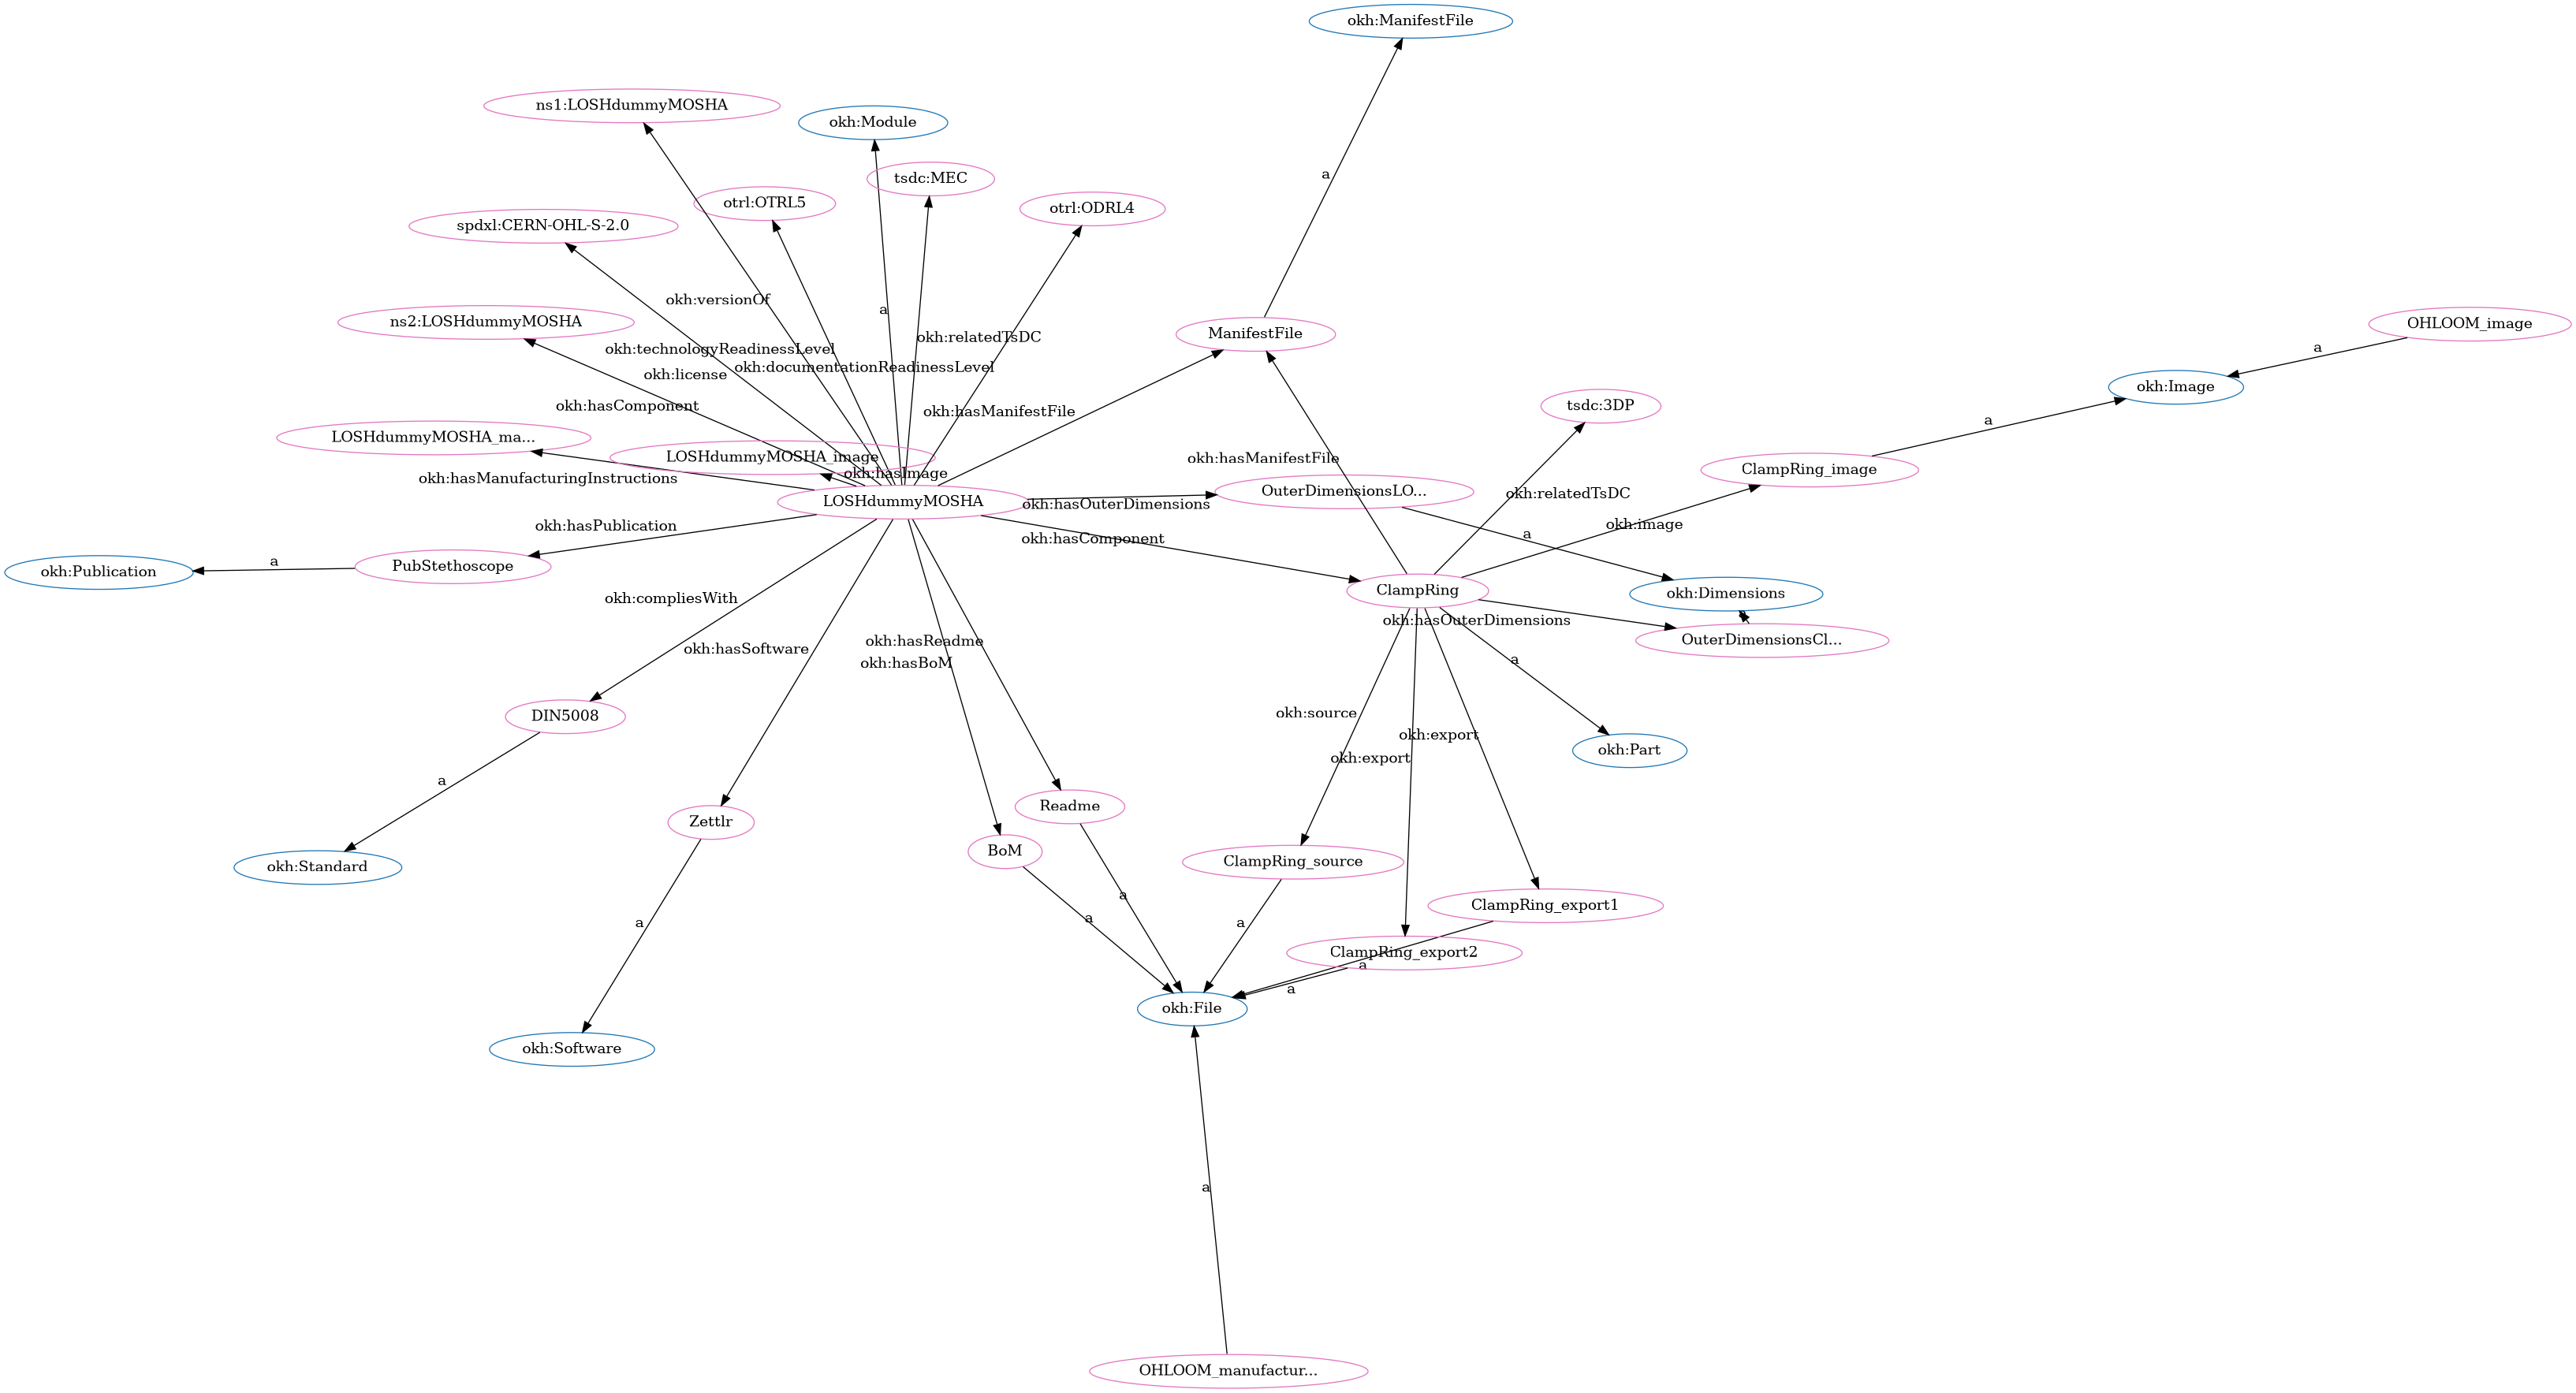 okh:ManifestFile
ns1:LOSHdummyMOSHA
okh:Module
a
tsdc:MEC
otrl:OTRL5
otrl:ODRL4
spdxl:CERN-OHL-S-2.0
okh:versionOf
a
ns2:LOSHdummyMOSHA
OHLOOM_image
ManifestFile
okh:relatedTsDC
okh:technologyReadinessLevel
a
okh:documentationReadinessLevel
okh:license
okh:Image
okh:hasComponent
okh:hasManifestFile
tsdc:3DP
a
LOSHdummyMOSHA_ma...
LOSHdummyMOSHA_image
okh:hasManifestFile
ClampRing_image
okh:hasImage
okh:hasManufacturingInstructions
OuterDimensionsLO...
okh:relatedTsDC
LOSHdummyMOSHA
okh:hasOuterDimensions
okh:hasPublication
okh:image
a
okh:hasComponent
a
PubStethoscope
okh:Publication
ClampRing
okh:Dimensions
okh:compliesWith
a
okh:hasOuterDimensions
okh:hasReadme
OuterDimensionsCl...
okh:hasSoftware
okh:hasBoM
a
okh:source
DIN5008
okh:export
okh:Part
okh:export
a
Readme
Zettlr
BoM
ClampRing_source
okh:Standard
a
ClampRing_export1
a
a
a
ClampRing_export2
a
a
okh:File
okh:Software
a
OHLOOM_manufactur...